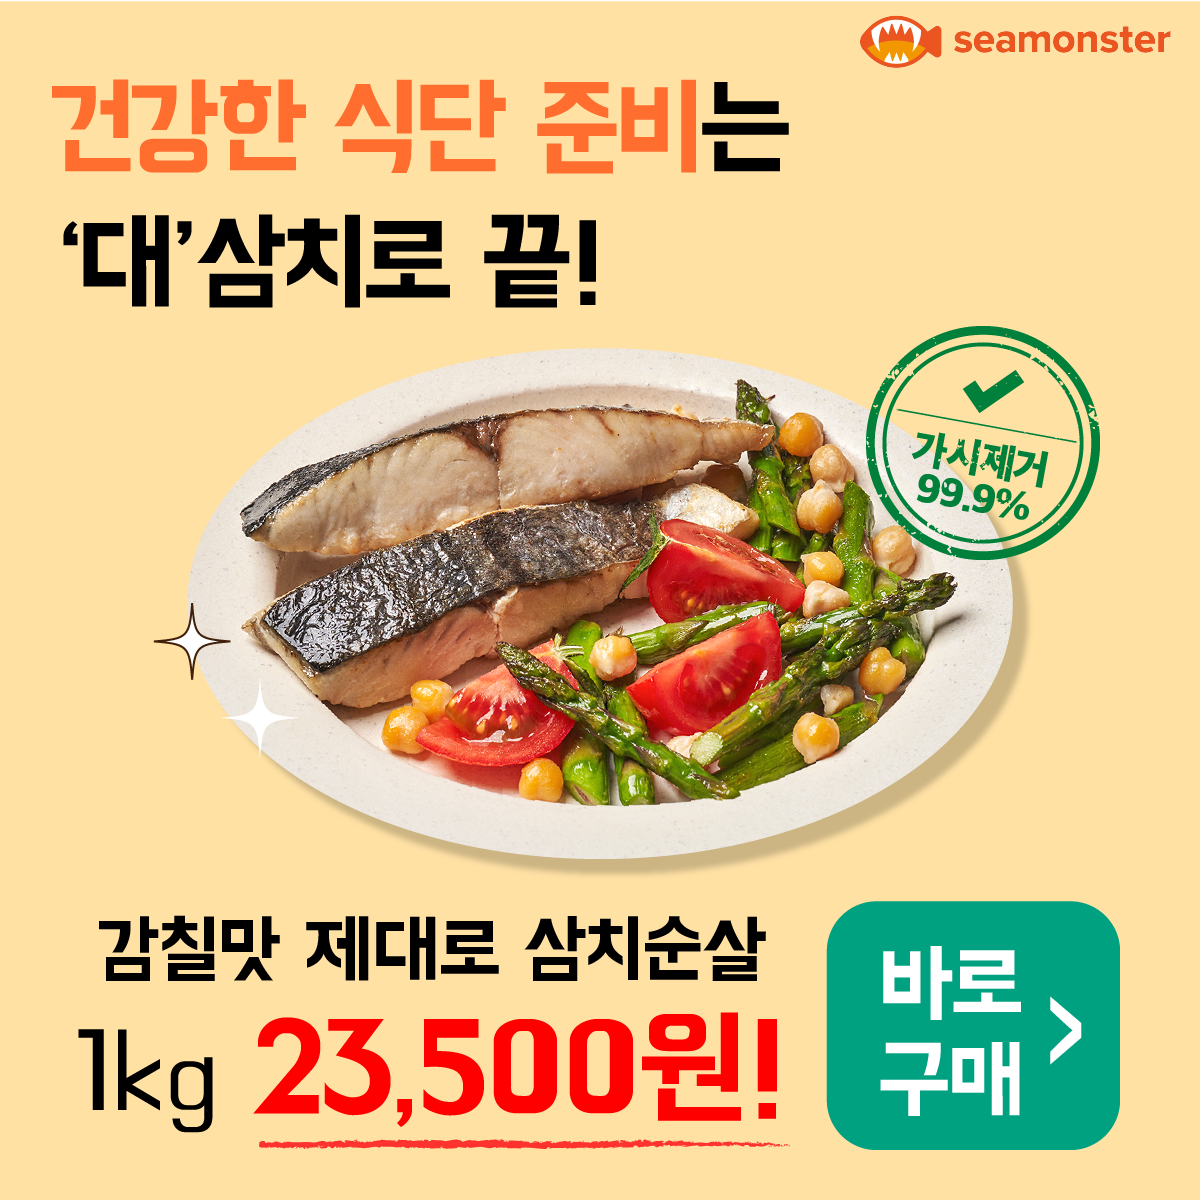 seamonster
건강한 식단 준비는
‘대’삼치로 끝!
가시제거
99.9%
감칠맛 제대로 삼치순살
1kg 23,500원!
바로
구매